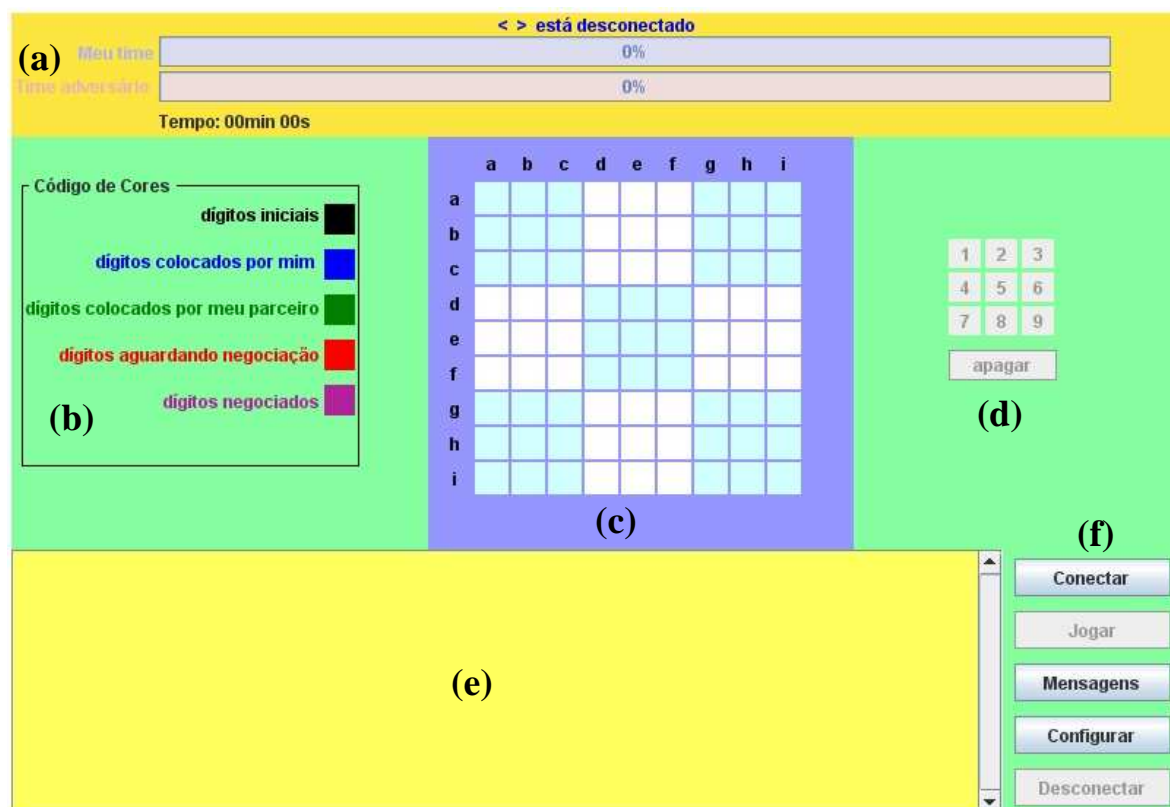 < > está desconectado
(a)
Meu time 0%
Time adversário 0%
Tempo: 00min 00s
Código de Cores
dígitos iniciais
dígitos colocados por mim
dígitos colocados por meu parceiro
dígitos aguardando negociação
dígitos negociados
(b)
a b c d e f g h i
a
b
c
d
e
f
g
h
i
(c)
1 2 3
4 5 6
7 8 9
apagar
(d)
(e)
(f)
Conectar
Jogar
Mensagens
Configurar
Desconectar